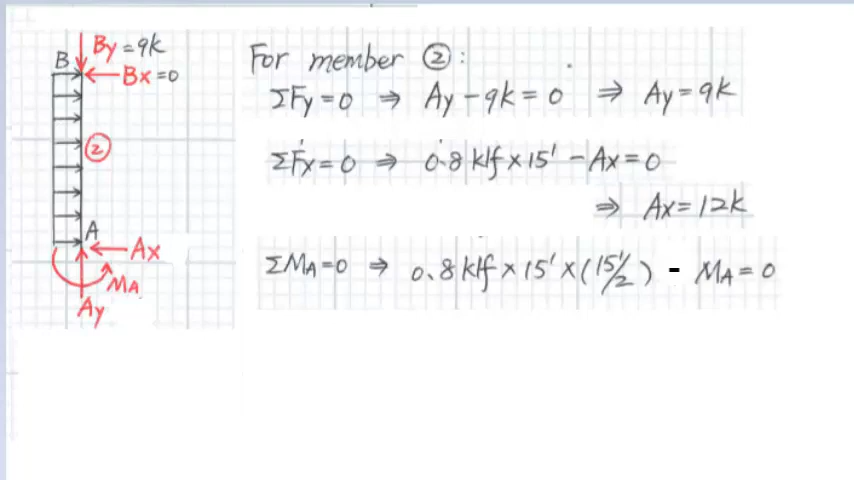 B By = 9k
Bx = 0
2
A
Ax
MA
Ay
For member ②:
ΣFy = 0 ⇒ Ay - 9k = 0 ⇒ Ay = 9k
ΣFx = 0 ⇒ 0.8 klf × 15' - Ax = 0
⇒ Ax = 12k
ΣMA = 0 ⇒ 0.8 klf × 15' × (15'/2) - MA = 0